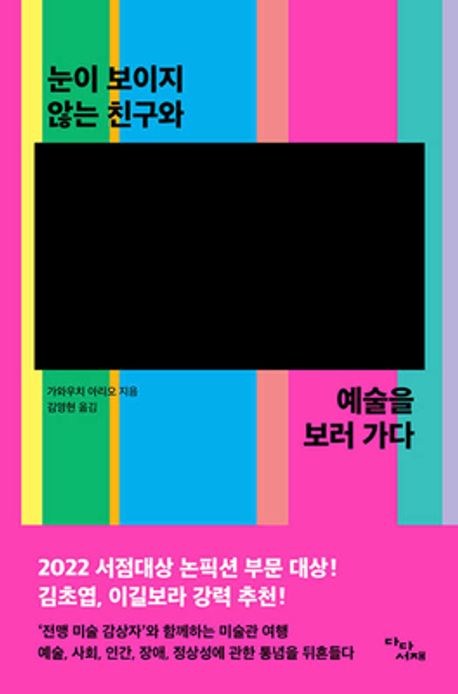 눈이 보이지
않는 친구와
가와우치 아리오 지음
김영현 옮김
예술을
보러 가다
2022 서점대상 논픽션 부문 대상!
김초엽, 이길보라 강력 추천!
‘전맹 미술 감상자’와 함께하는 미술관 여행
예술, 사회, 인간, 장애, 정상성에 관한 통념을 뒤흔들다
다다
서재